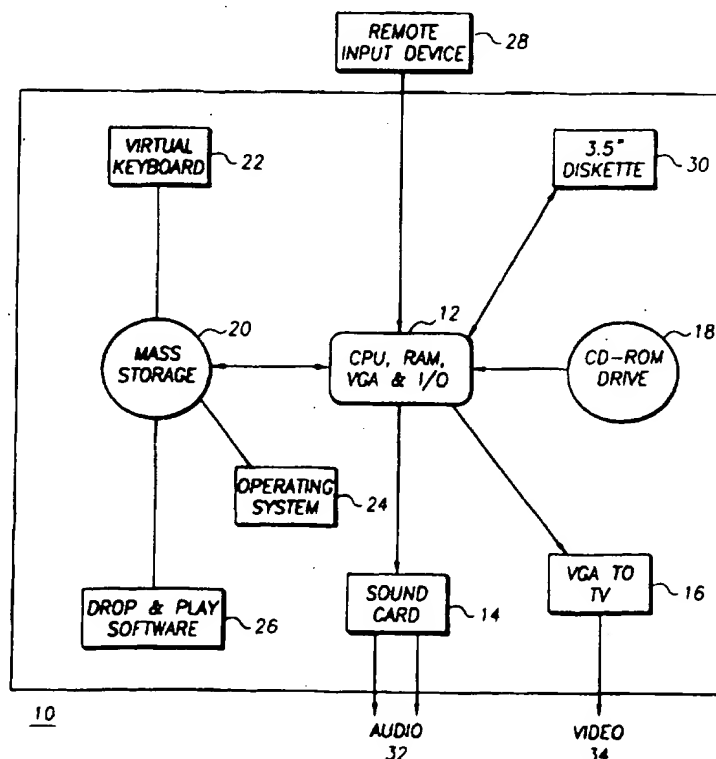 REMOTE
INPUT DEVICE
28
VIRTUAL
KEYBOARD
22
3.5"
DISKETTE
30
20
MASS
STORAGE
12
CPU, RAM,
VGA & I/O
18
CD-ROM
DRIVE
OPERATING
SYSTEM
24
DROP & PLAY
SOFTWARE
26
SOUND
CARD
14
VGA TO
TV
16
10
AUDIO
32
VIDEO
34